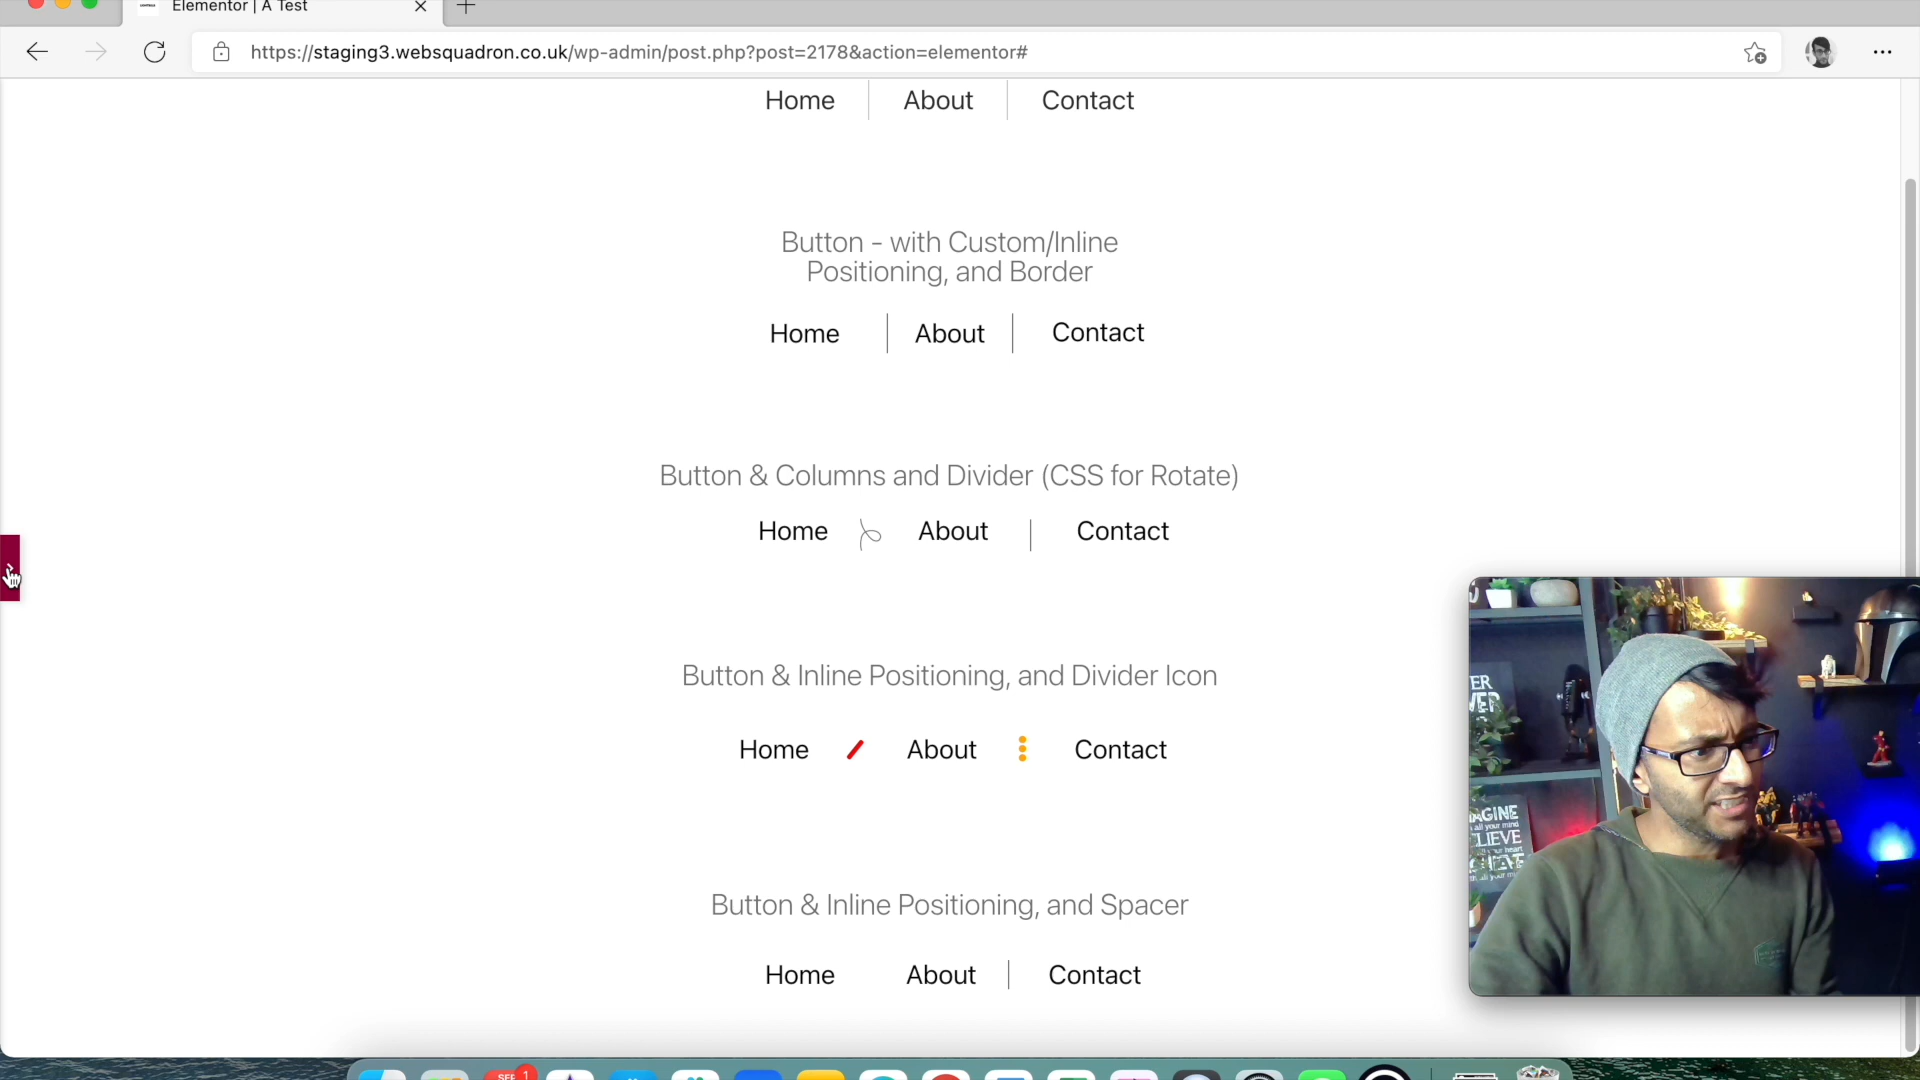 Elementor | A Test
https://staging3.websquadron.co.uk/wp-admin/post.php?post=2178&action=elementor#
Home About Contact
Button - with Custom/Inline
Positioning, and Border
Home About Contact
Button & Columns and Divider (CSS for Rotate)
Home About Contact
Button & Inline Positioning, and Divider Icon
Home About Contact
Button & Inline Positioning, and Spacer
Home About Contact
SEP 1